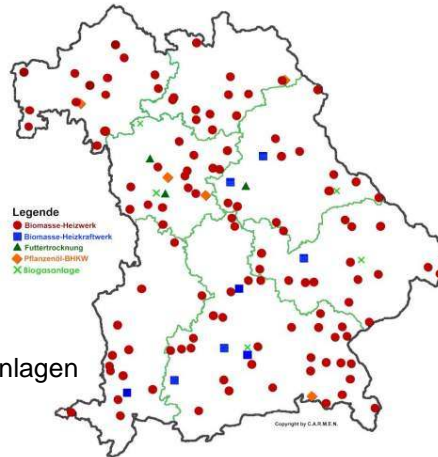 Legende
Biomasse-Heizwerk
Biomasse-Heizkraftwerk
Futtertrocknung
Pflanzenöl-BHKW
Biogasanlage
nlagen
Copyright by C.A.R.M.E.N.